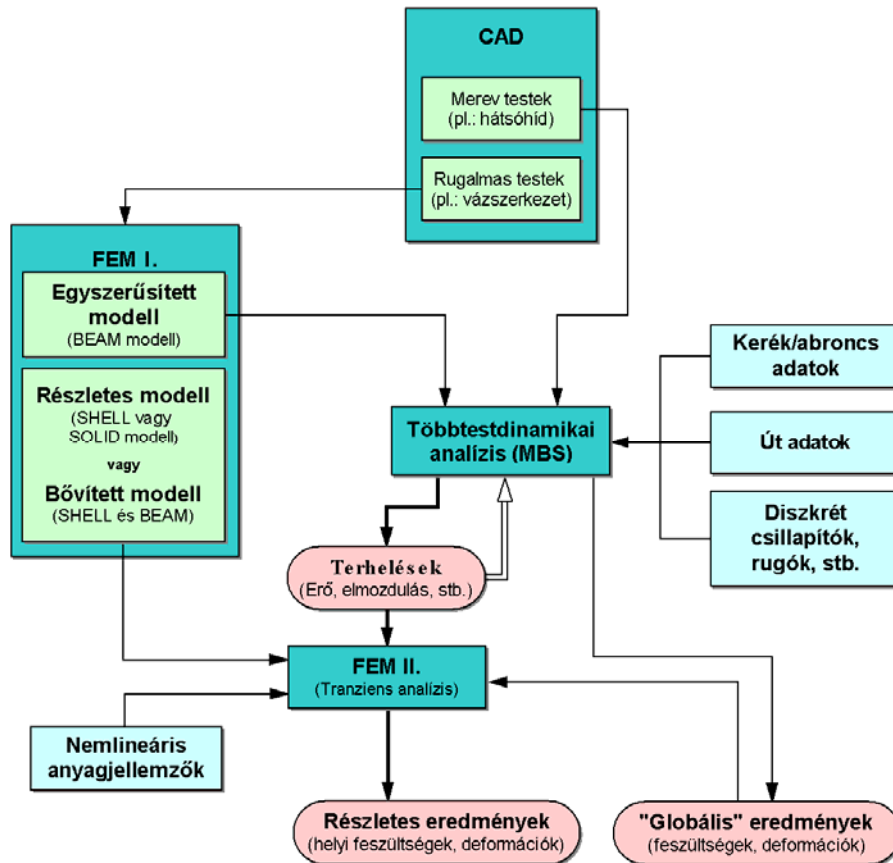 CAD
Merev testek
(pl.: hátsóhíd)
Rugalmas testek
(pl.: vázszerkezet)
FEM I.
Egyszerűsített
modell
(BEAM modell)
Részletes modell
(SHELL vagy
SOLID modell)
vagy
Bővített modell
(SHELL és BEAM)
Többtestdinamikai
analízis (MBS)
Kerék/abroncs
adatok
Út adatok
Diszkrét
csillapítók,
rugók, stb.
Terhelések
(Erő, elmozdulás, stb.)
FEM II.
(Tranziens analízis)
Nemlineáris
anyagjellemzők
Részletes eredmények
(helyi feszültségek, deformációk)
"Globális" eredmények
(feszültségek, deformációk)